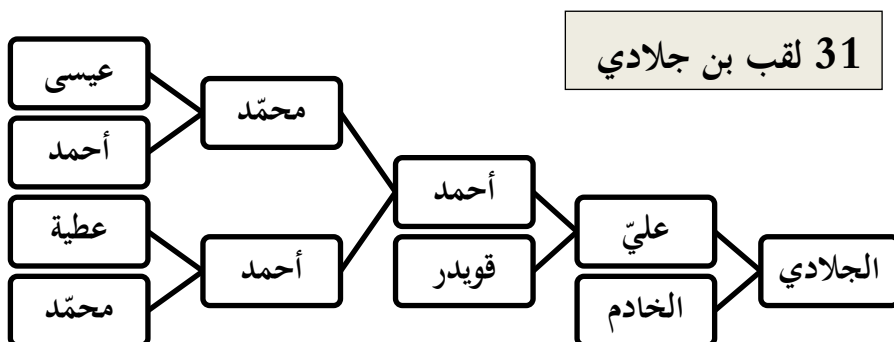 31 لقب بن جلادي
الجلادي
عليّ
الخادم
أحمد
قويدر
محمّد
أحمد
عيسى
أحمد
عطية
محمّد